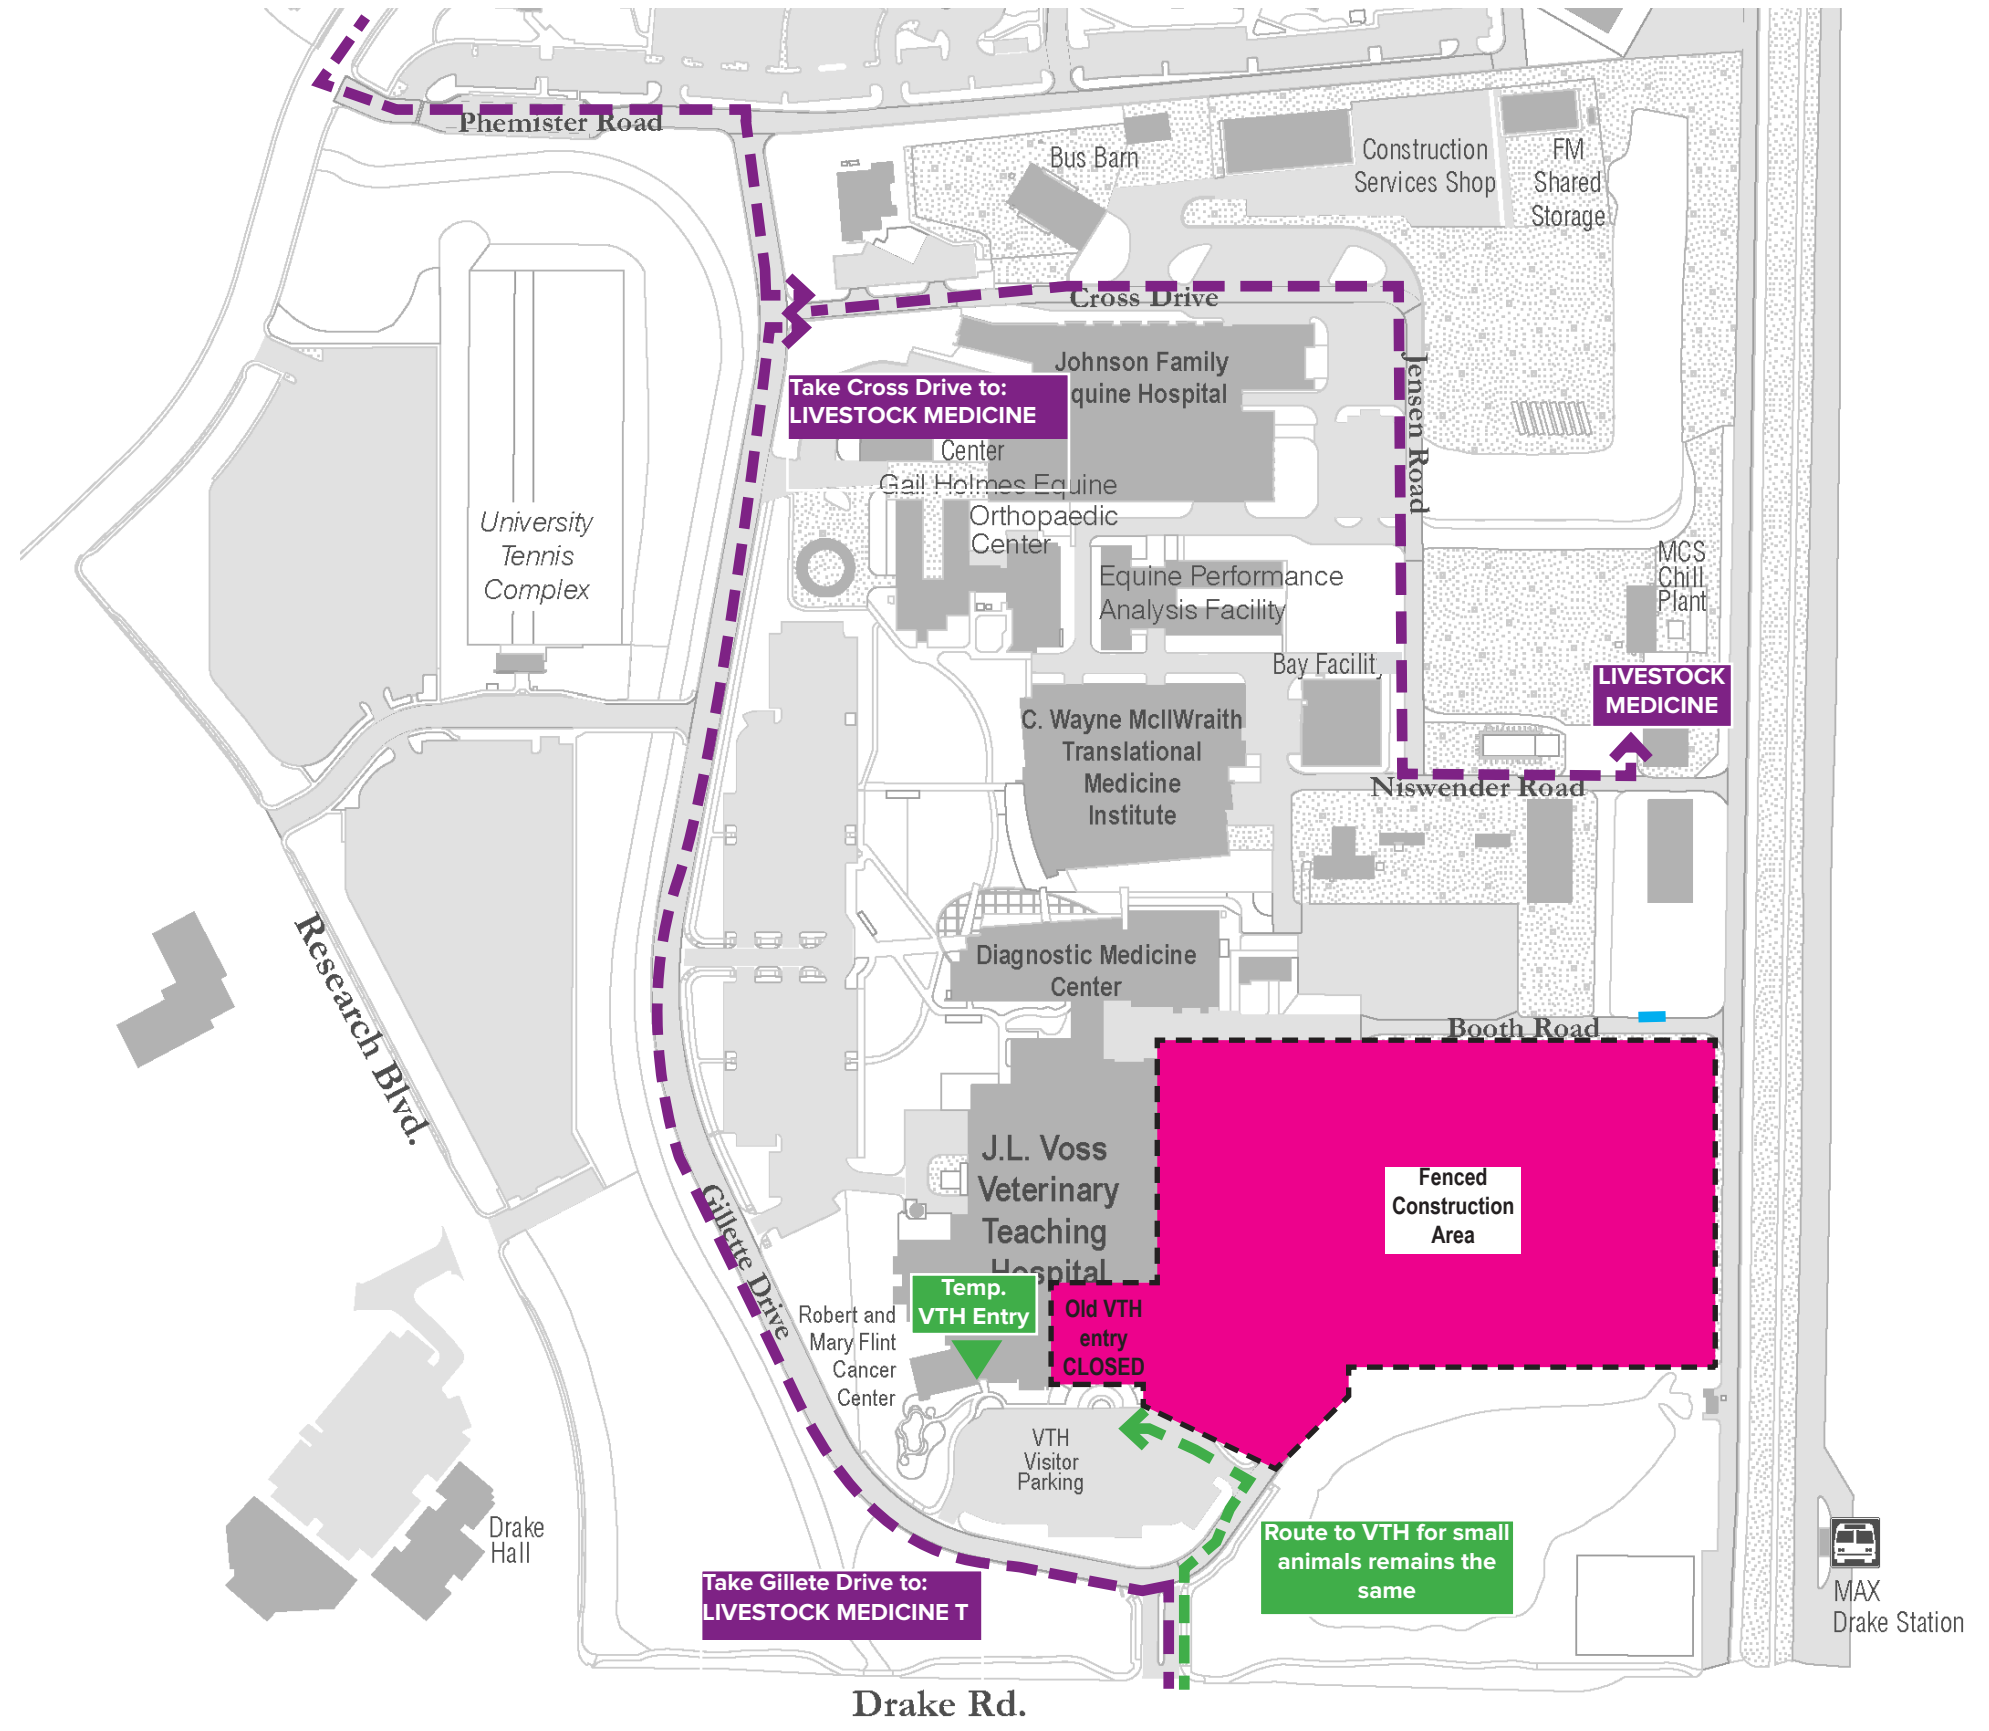 Phemister Road
Bus Barn
Construction
Services Shop
FM
Shared
Storage
Cross Drive
Johnson Family
quine Hospital
Jensen Road
Take Cross Drive to:
LIVESTOCK MEDICINE
Center
Gail Holmes Equine
Orthopaedic
Center
University
Tennis
Complex
Equine Performance
Analysis Facility
MCS
Chill
Plant
Bay Facilit
LIVESTOCK
MEDICINE
C. Wayne McIlWraith
Translational
Medicine
Institute
Niswender Road
Research Blvd.
Diagnostic Medicine
Center
Booth Road
J.L. Voss
Veterinary
Teaching
Hospital
Fenced
Construction
Area
Gillette Drive
Temp.
VTH Entry
Old VTH
entry
CLOSED
Robert and
Mary Flint
Cancer
Center
VTH
Visitor
Parking
Drake
Hall
Route to VTH for small
animals remains the
same
Take Gillete Drive to:
LIVESTOCK MEDICINE T
MAX
Drake Station
Drake Rd.